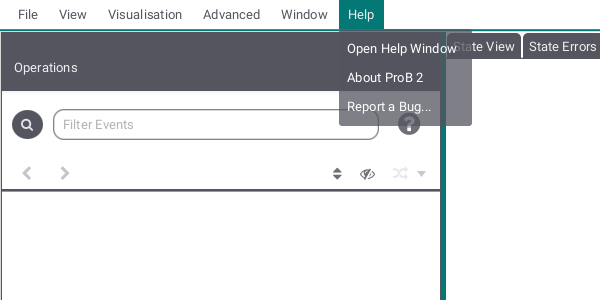 File View Visualisation Advanced Window Help
Open Help Window
About ProB 2
Report a Bug...
State View State Errors
Operations
Filter Events